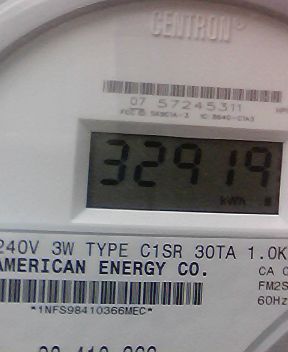 CENTRON
07 57245311
32919
kWh
240V 3W TYPE C1SR 30TA 1.0K
AMERICAN ENERGY CO.
CA
FM2S
60Hz
*1NFS98410366MEC*